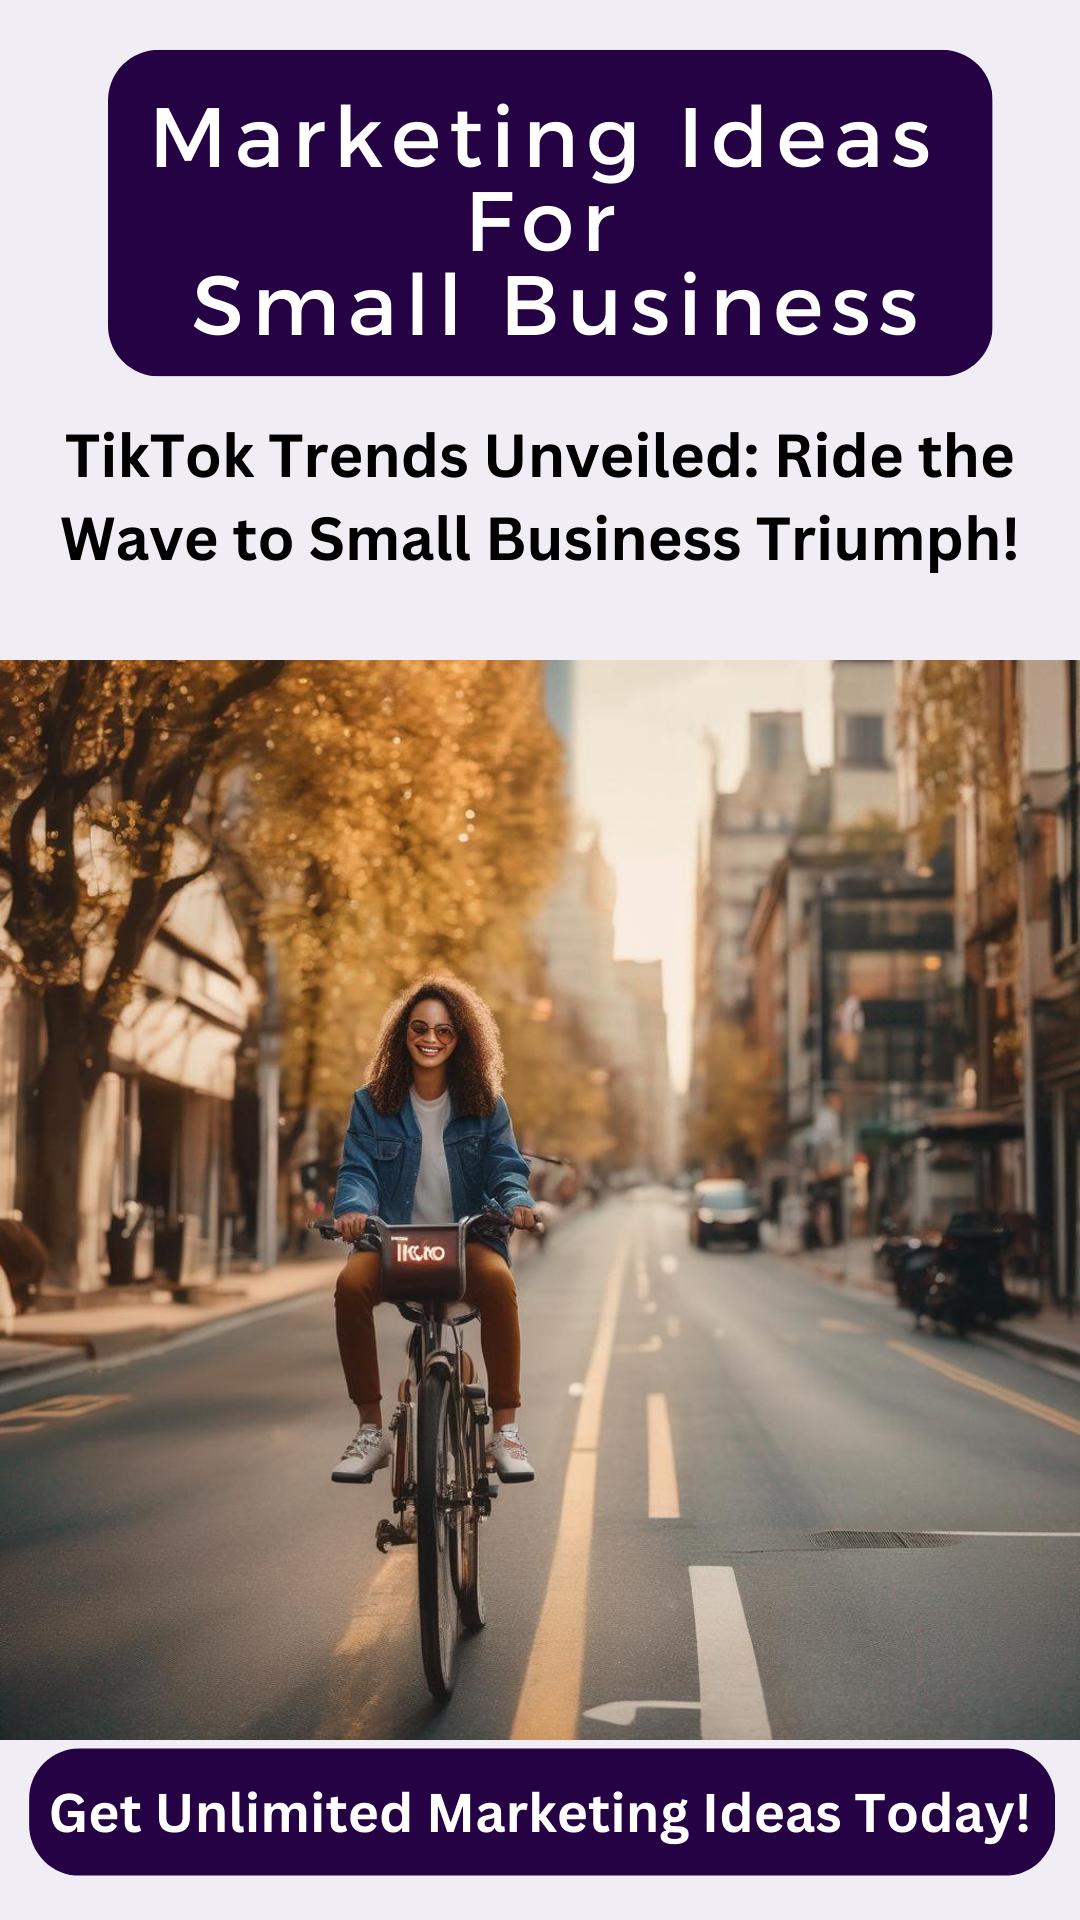 Marketing Ideas
For
Small Business
TikTok Trends Unveiled: Ride the
Wave to Small Business Triumph!
Get Unlimited Marketing Ideas Today!